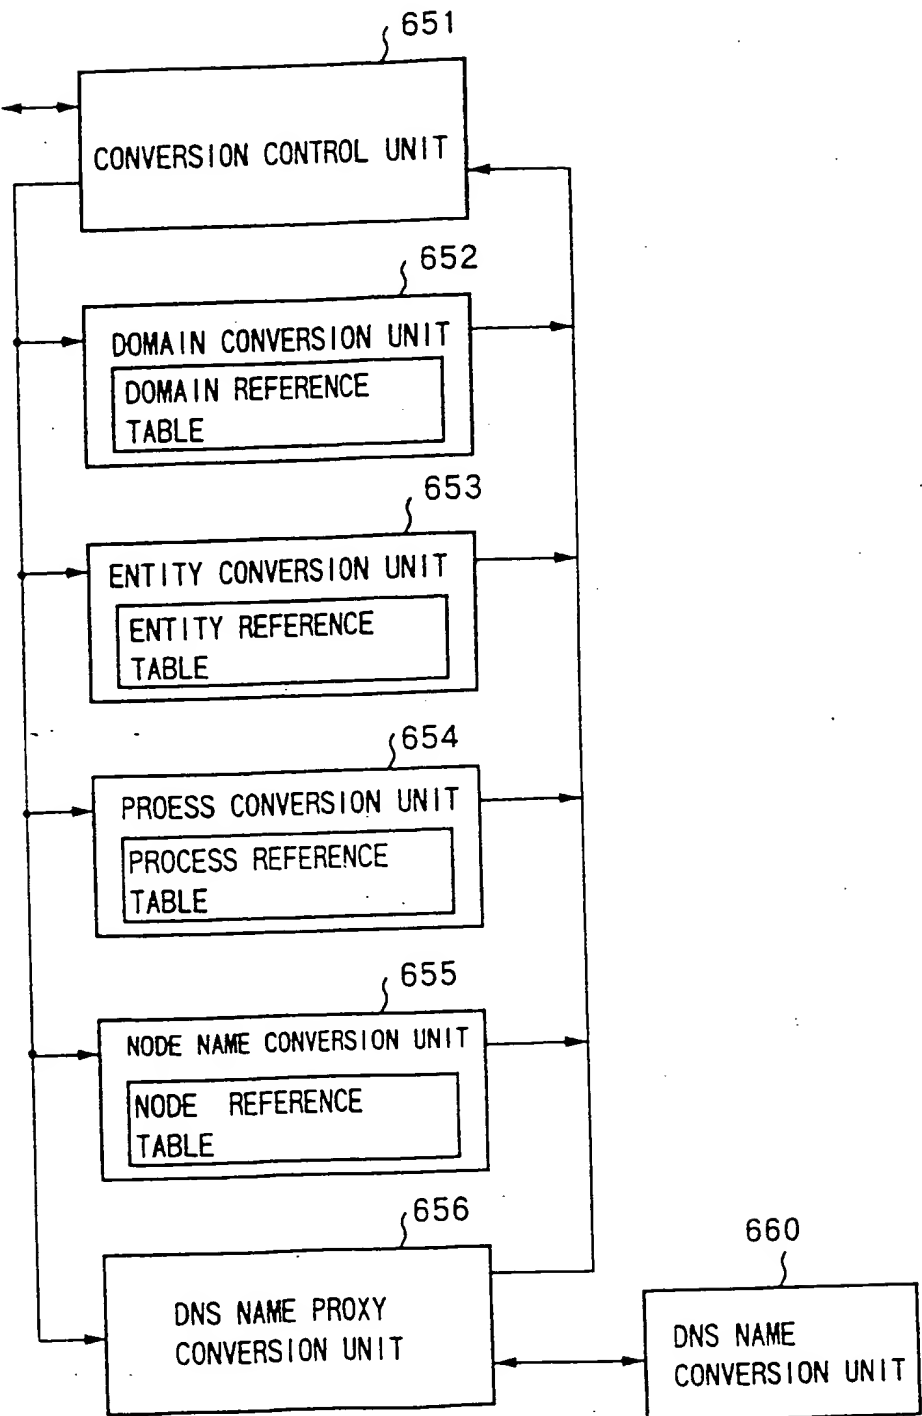 651
CONVERSION CONTROL UNIT
652
DOMAIN CONVERSION UNIT
DOMAIN REFERENCE
TABLE
653
ENTITY CONVERSION UNIT
ENTITY REFERENCE
TABLE
654
PROESS CONVERSION UNIT
PROCESS REFERENCE
TABLE
655
NODE NAME CONVERSION UNIT
NODE REFERENCE
TABLE
656
DNS NAME PROXY
CONVERSION UNIT
660
DNS NAME
CONVERSION UNIT